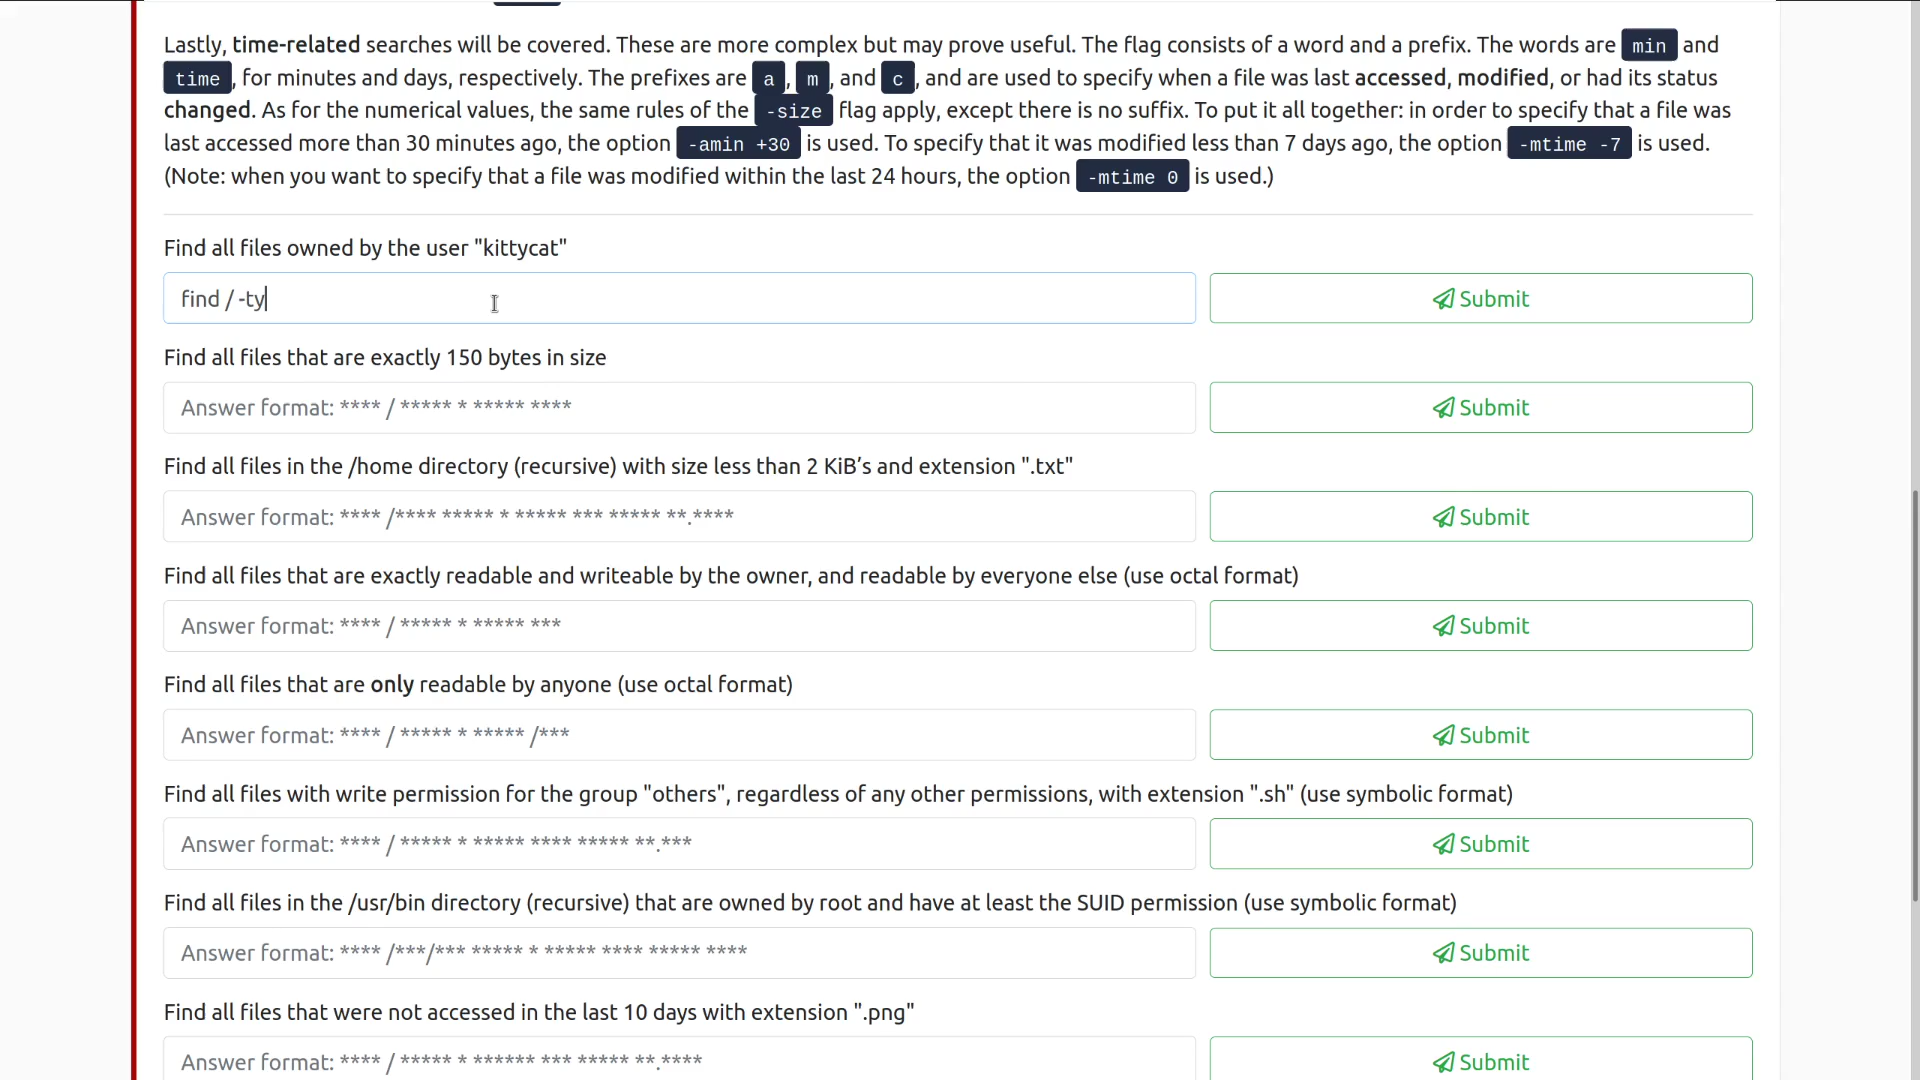 Lastly, time-related searches will be covered. These are more complex but may prove useful. The flag consists of a word and a prefix. The words are min and
time, for minutes and days, respectively. The prefixes are a, m, and c, and are used to specify when a file was last accessed, modified, or had its status
changed. As for the numerical values, the same rules of the -size flag apply, except there is no suffix. To put it all together: in order to specify that a file was
last accessed more than 30 minutes ago, the option -amin +30 is used. To specify that it was modified less than 7 days ago, the option -mtime -7 is used.
(Note: when you want to specify that a file was modified within the last 24 hours, the option -mtime 0 is used.)
Find all files owned by the user "kittycat"
find / -ty
Submit
Find all files that are exactly 150 bytes in size
Answer format: **** / ***** * ***** ****
Submit
Find all files in the /home directory (recursive) with size less than 2 KiB’s and extension ".txt"
Answer format: **** /**** ***** * ***** *** ***** **.****
Submit
Find all files that are exactly readable and writeable by the owner, and readable by everyone else (use octal format)
Answer format: **** / ***** * ***** ***
Submit
Find all files that are only readable by anyone (use octal format)
Answer format: **** / ***** * ***** /***
Submit
Find all files with write permission for the group "others", regardless of any other permissions, with extension ".sh" (use symbolic format)
Answer format: **** / ***** * ***** **** ***** **.***
Submit
Find all files in the /usr/bin directory (recursive) that are owned by root and have at least the SUID permission (use symbolic format)
Answer format: **** /***/*** ***** * ***** **** ***** ****
Submit
Find all files that were not accessed in the last 10 days with extension ".png"
Answer format: **** / ***** * ****** *** ***** **.****
Submit